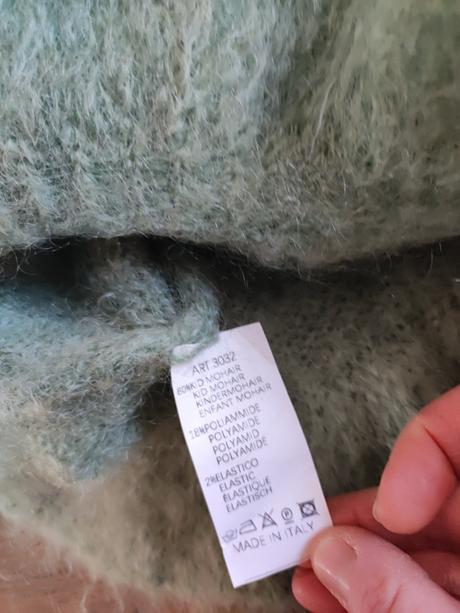 ART.3032
80%KID MOHAIR
KID MOHAIR
KINDERMOHAIR
ENFANT MOHAIR
18%POLIAMMIDE
POLYAMIDE
POLYAMID
POLYAMIDE
2%ELASTICO
ELASTIC
ÉLASTIQUE
ELASTISCH
MADE IN ITALY